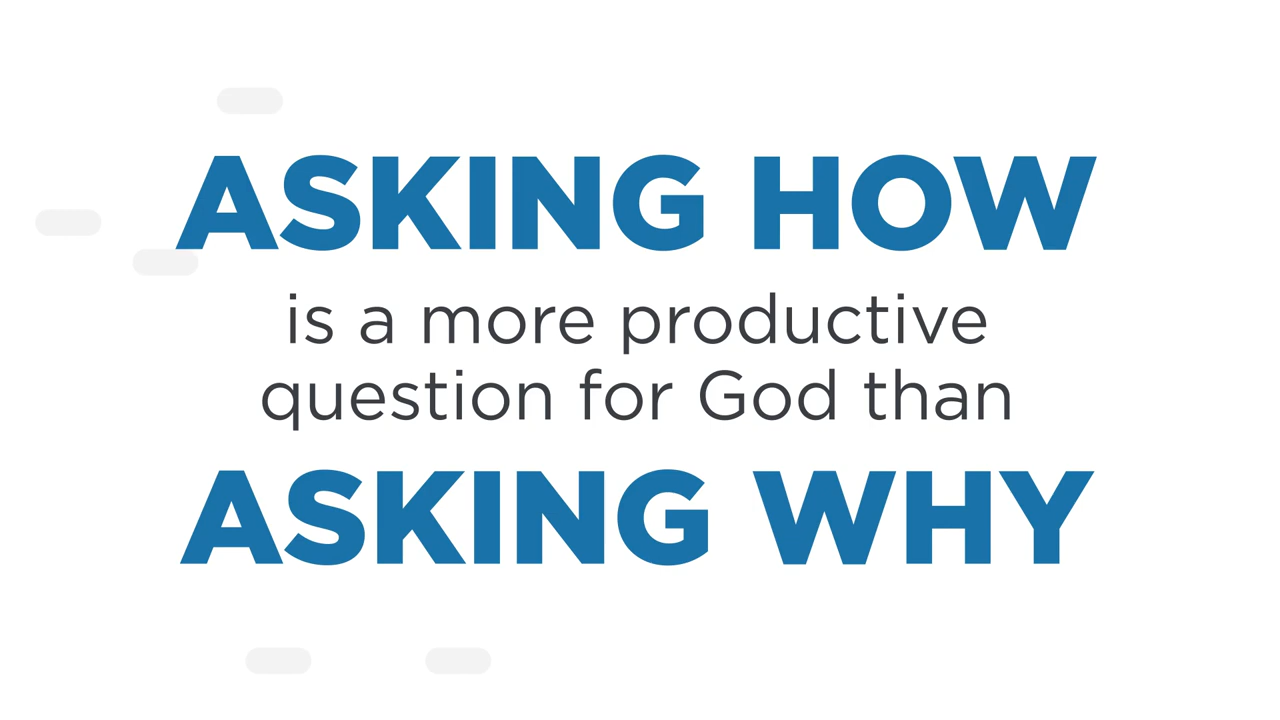 ASKING HOW
is a more productive
question for God than
ASKING WHY